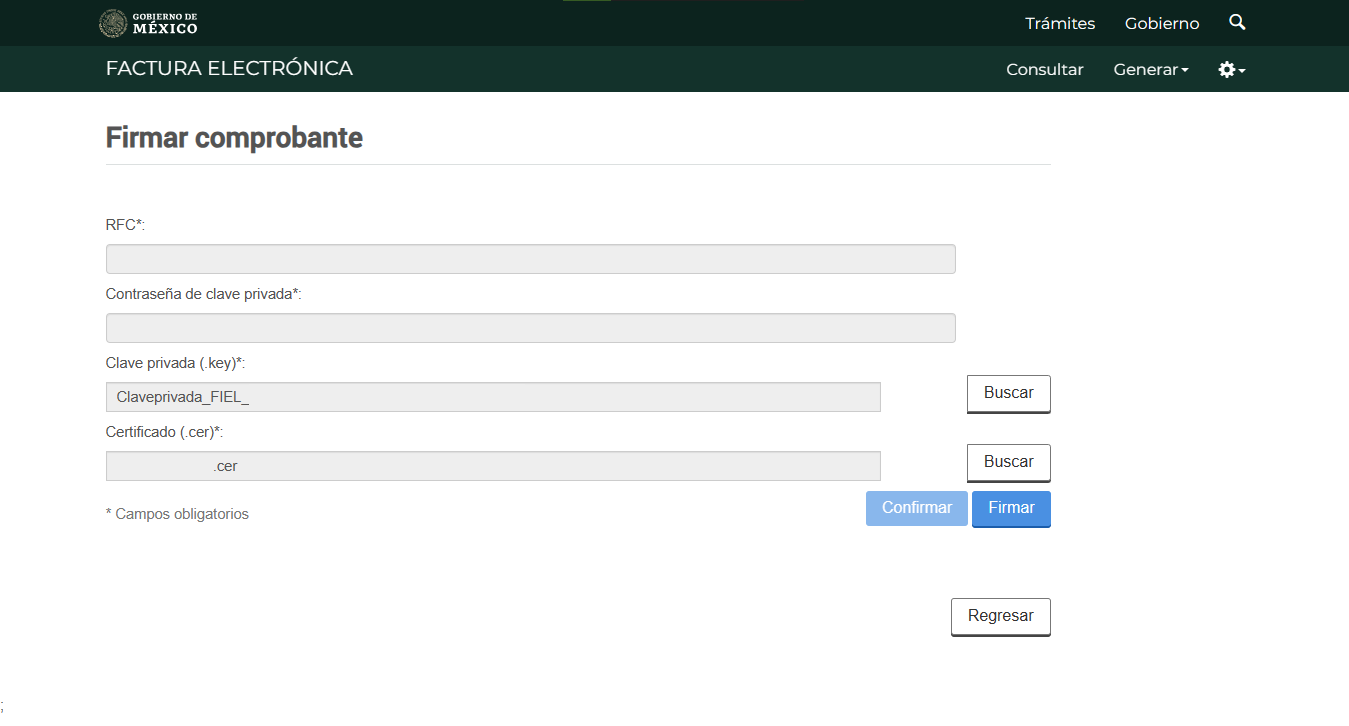 GOBIERNO DE
MÉXICO
Trámites Gobierno
FACTURA ELECTRÓNICA
Consultar Generar
Firmar comprobante
RFC*:
Contraseña de clave privada*:
Clave privada (.key)*:
Claveprivada_FIEL_
Buscar
Certificado (.cer)*:
.cer
Buscar
* Campos obligatorios
Confirmar Firmar
Regresar
;